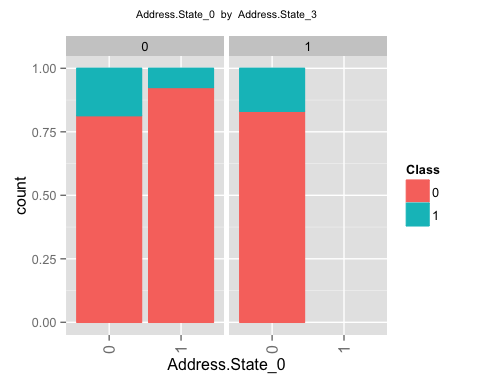 Address.State_0 by Address.State_3
0 1
1.00
0.75
0.50
0.25
0.00
count
0 1 0 1
Address.State_0
Class
0
1